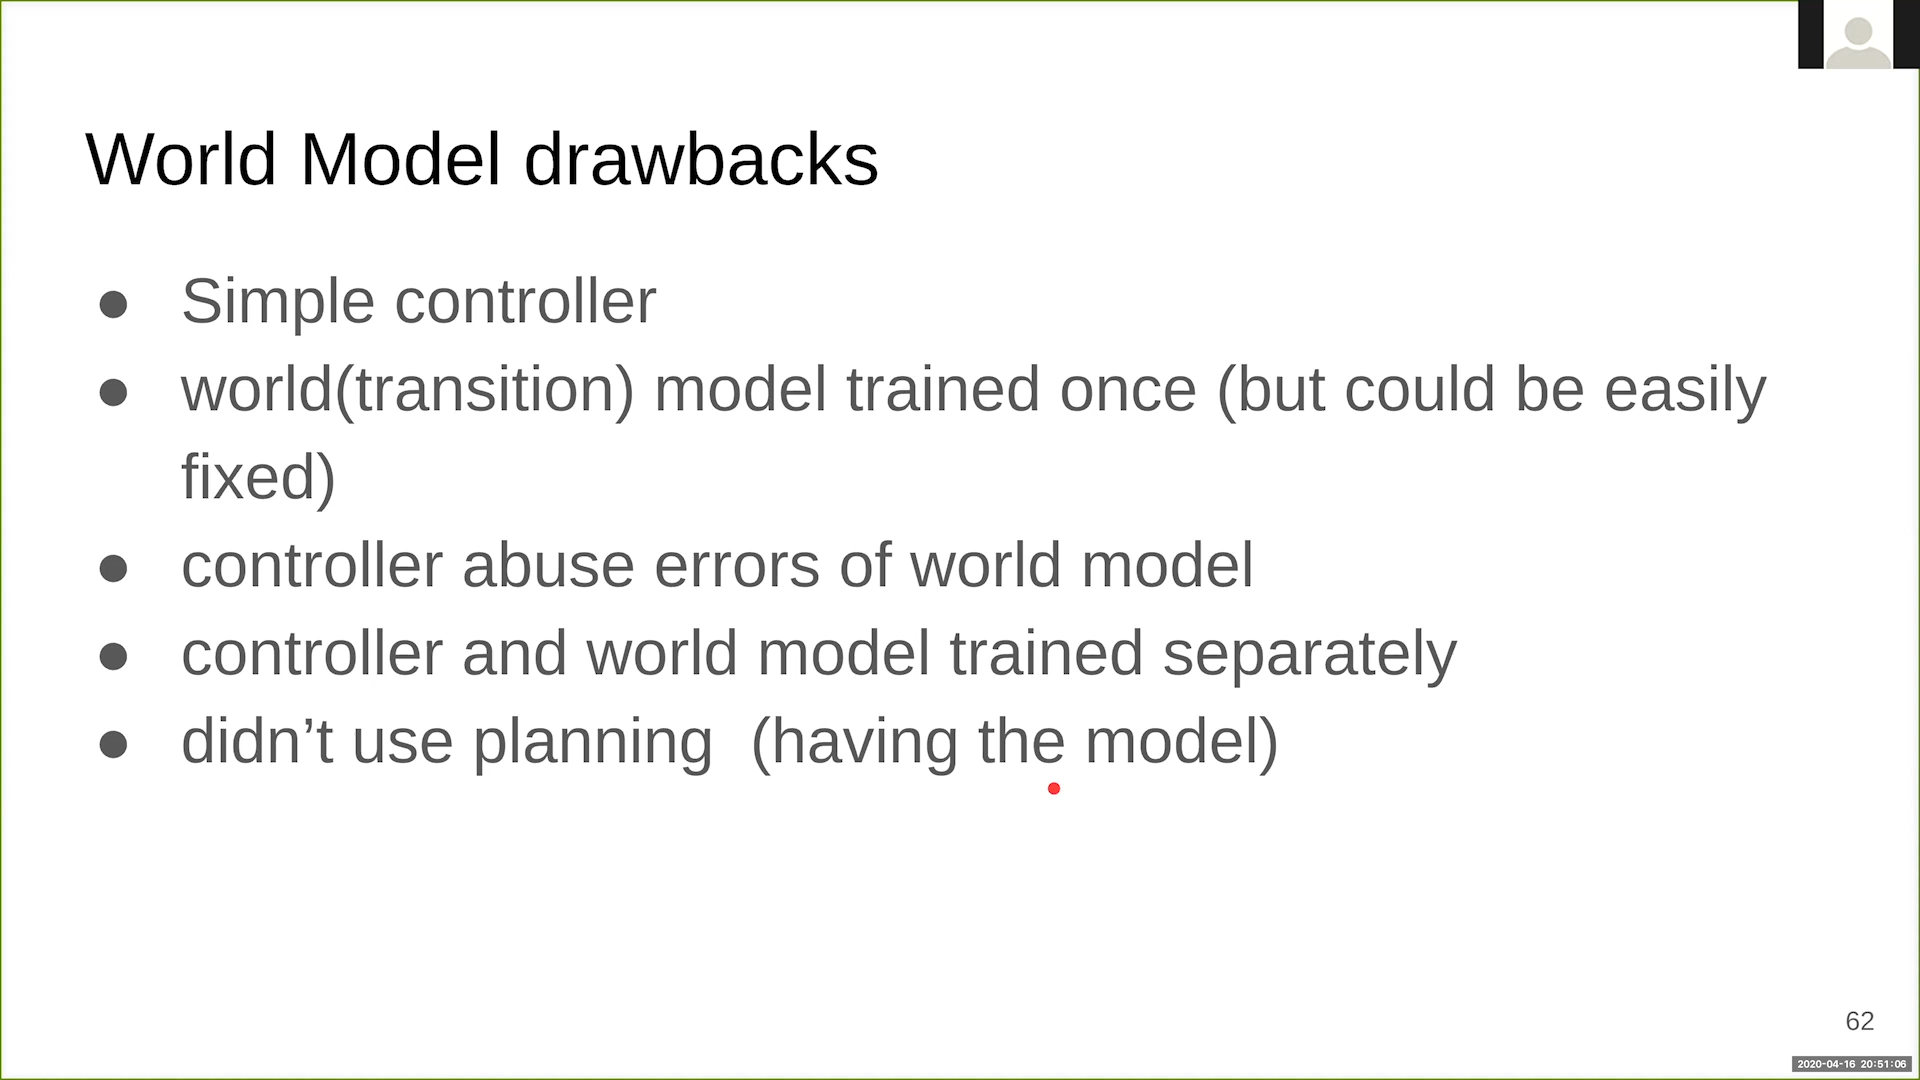 World Model drawbacks
● Simple controller
● world(transition) model trained once (but could be easily
fixed)
● controller abuse errors of world model
● controller and world model trained separately
● didn’t use planning  (having the model)
62
2020-04-16 20:51:06